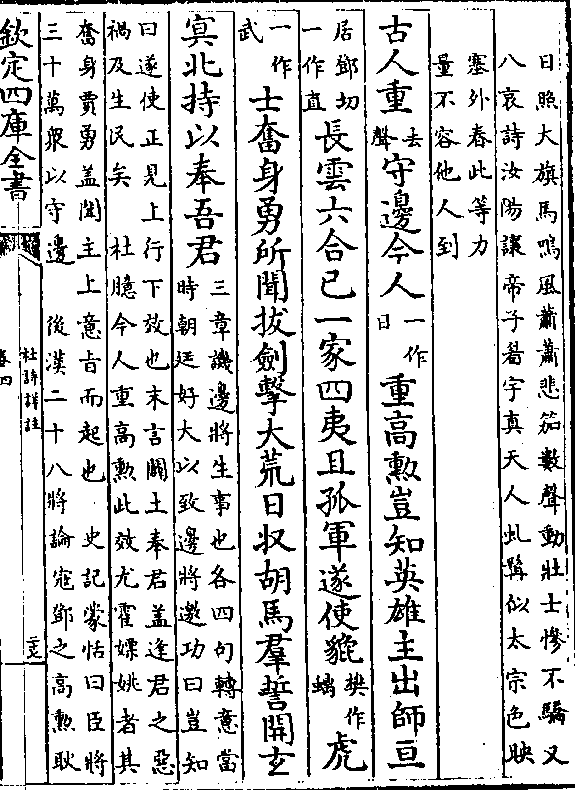 日照大旗馬鳴風蕭蕭悲笳數聲動壯士慘不驕又
八哀詩汝陽讓帝子眉宇真天人虬髯似太宗色映
塞外春此等力
量不容他人到
古人重去聲守邊今人一作日重高勳豈知英雄主出師亘
居鄧切一作直長雲六合已一家四夷且孤軍遂使貔樊作螭虎
一作武士奮身勇所聞拔劍擊大荒日収胡馬羣誓開玄
冥北持以奉吾君
三章譏邊將生事也各四句轉意當
時朝廷好大以致邊將邀功曰豈知
曰遂使正見上行下效也末言闢土奉君蓋逢君之惡
禍及生民矣 杜臆今人重高勳此效尤霍嫖姚者其
奮身賈勇盖聞主上意旨而起也 史記蒙恬曰臣將
三十萬衆以守邊 後漢二十八將論寇鄧之高勳耿
欽定四庫全書
杜詩詳註
卷四